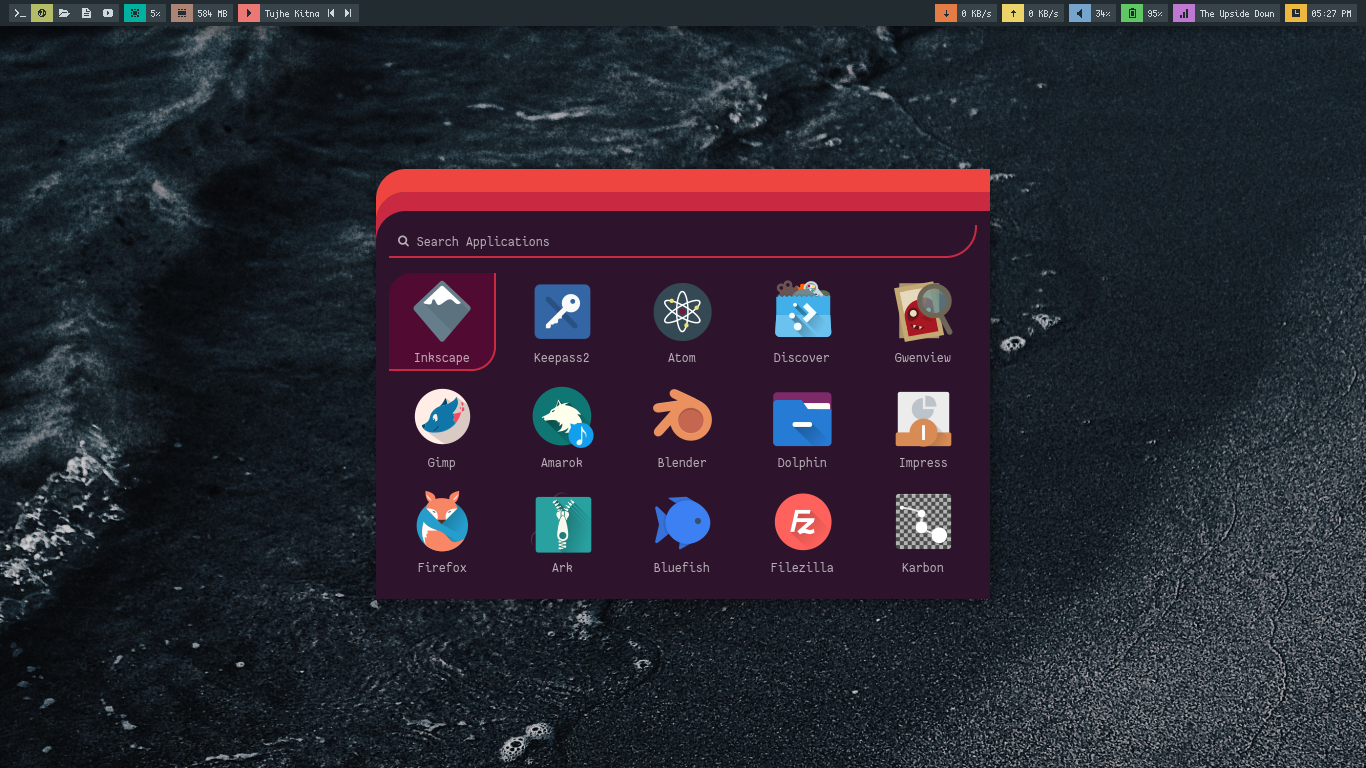 5% 584 MB Tujhe Kitna 0 KB/s 0 KB/s 34% 95% The Upside Down 05:27 PM
Search Applications
Inkscape Keepass2 Atom Discover Gwenview
Gimp Amarok Blender Dolphin Impress
Firefox Ark Bluefish Filezilla Karbon